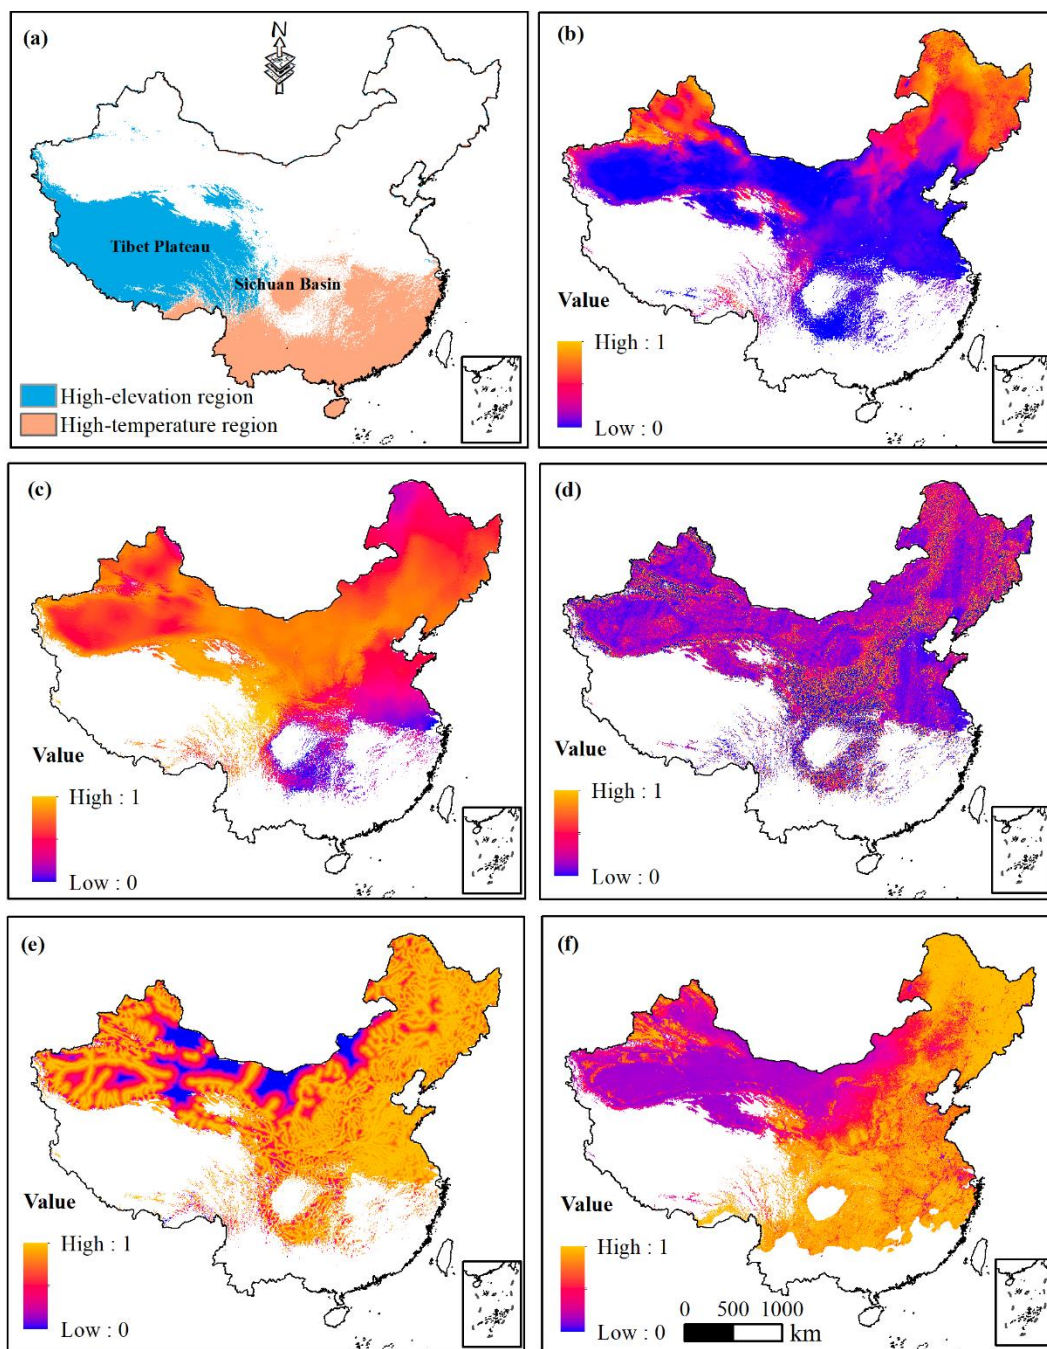 (a)
N
Tibet Plateau
Sichuan Basin
High-elevation region
High-temperature region
(b)
Value
High : 1
Low : 0
(c)
Value
High : 1
Low : 0
(d)
Value
High : 1
Low : 0
(e)
Value
High : 1
Low : 0
(f)
Value
High : 1
Low : 0
0 500 1000
km